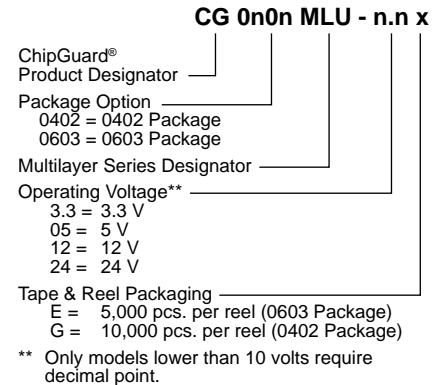 CG 0n0n MLU - n.n x
ChipGuard®
Product Designator
Package Option
0402 = 0402 Package
0603 = 0603 Package
Multilayer Series Designator
Operating Voltage**
3.3 = 3.3 V
05 = 5 V
12 = 12 V
24 = 24 V
Tape & Reel Packaging
E = 5,000 pcs. per reel (0603 Package)
G = 10,000 pcs. per reel (0402 Package)
** Only models lower than 10 volts require
decimal point.